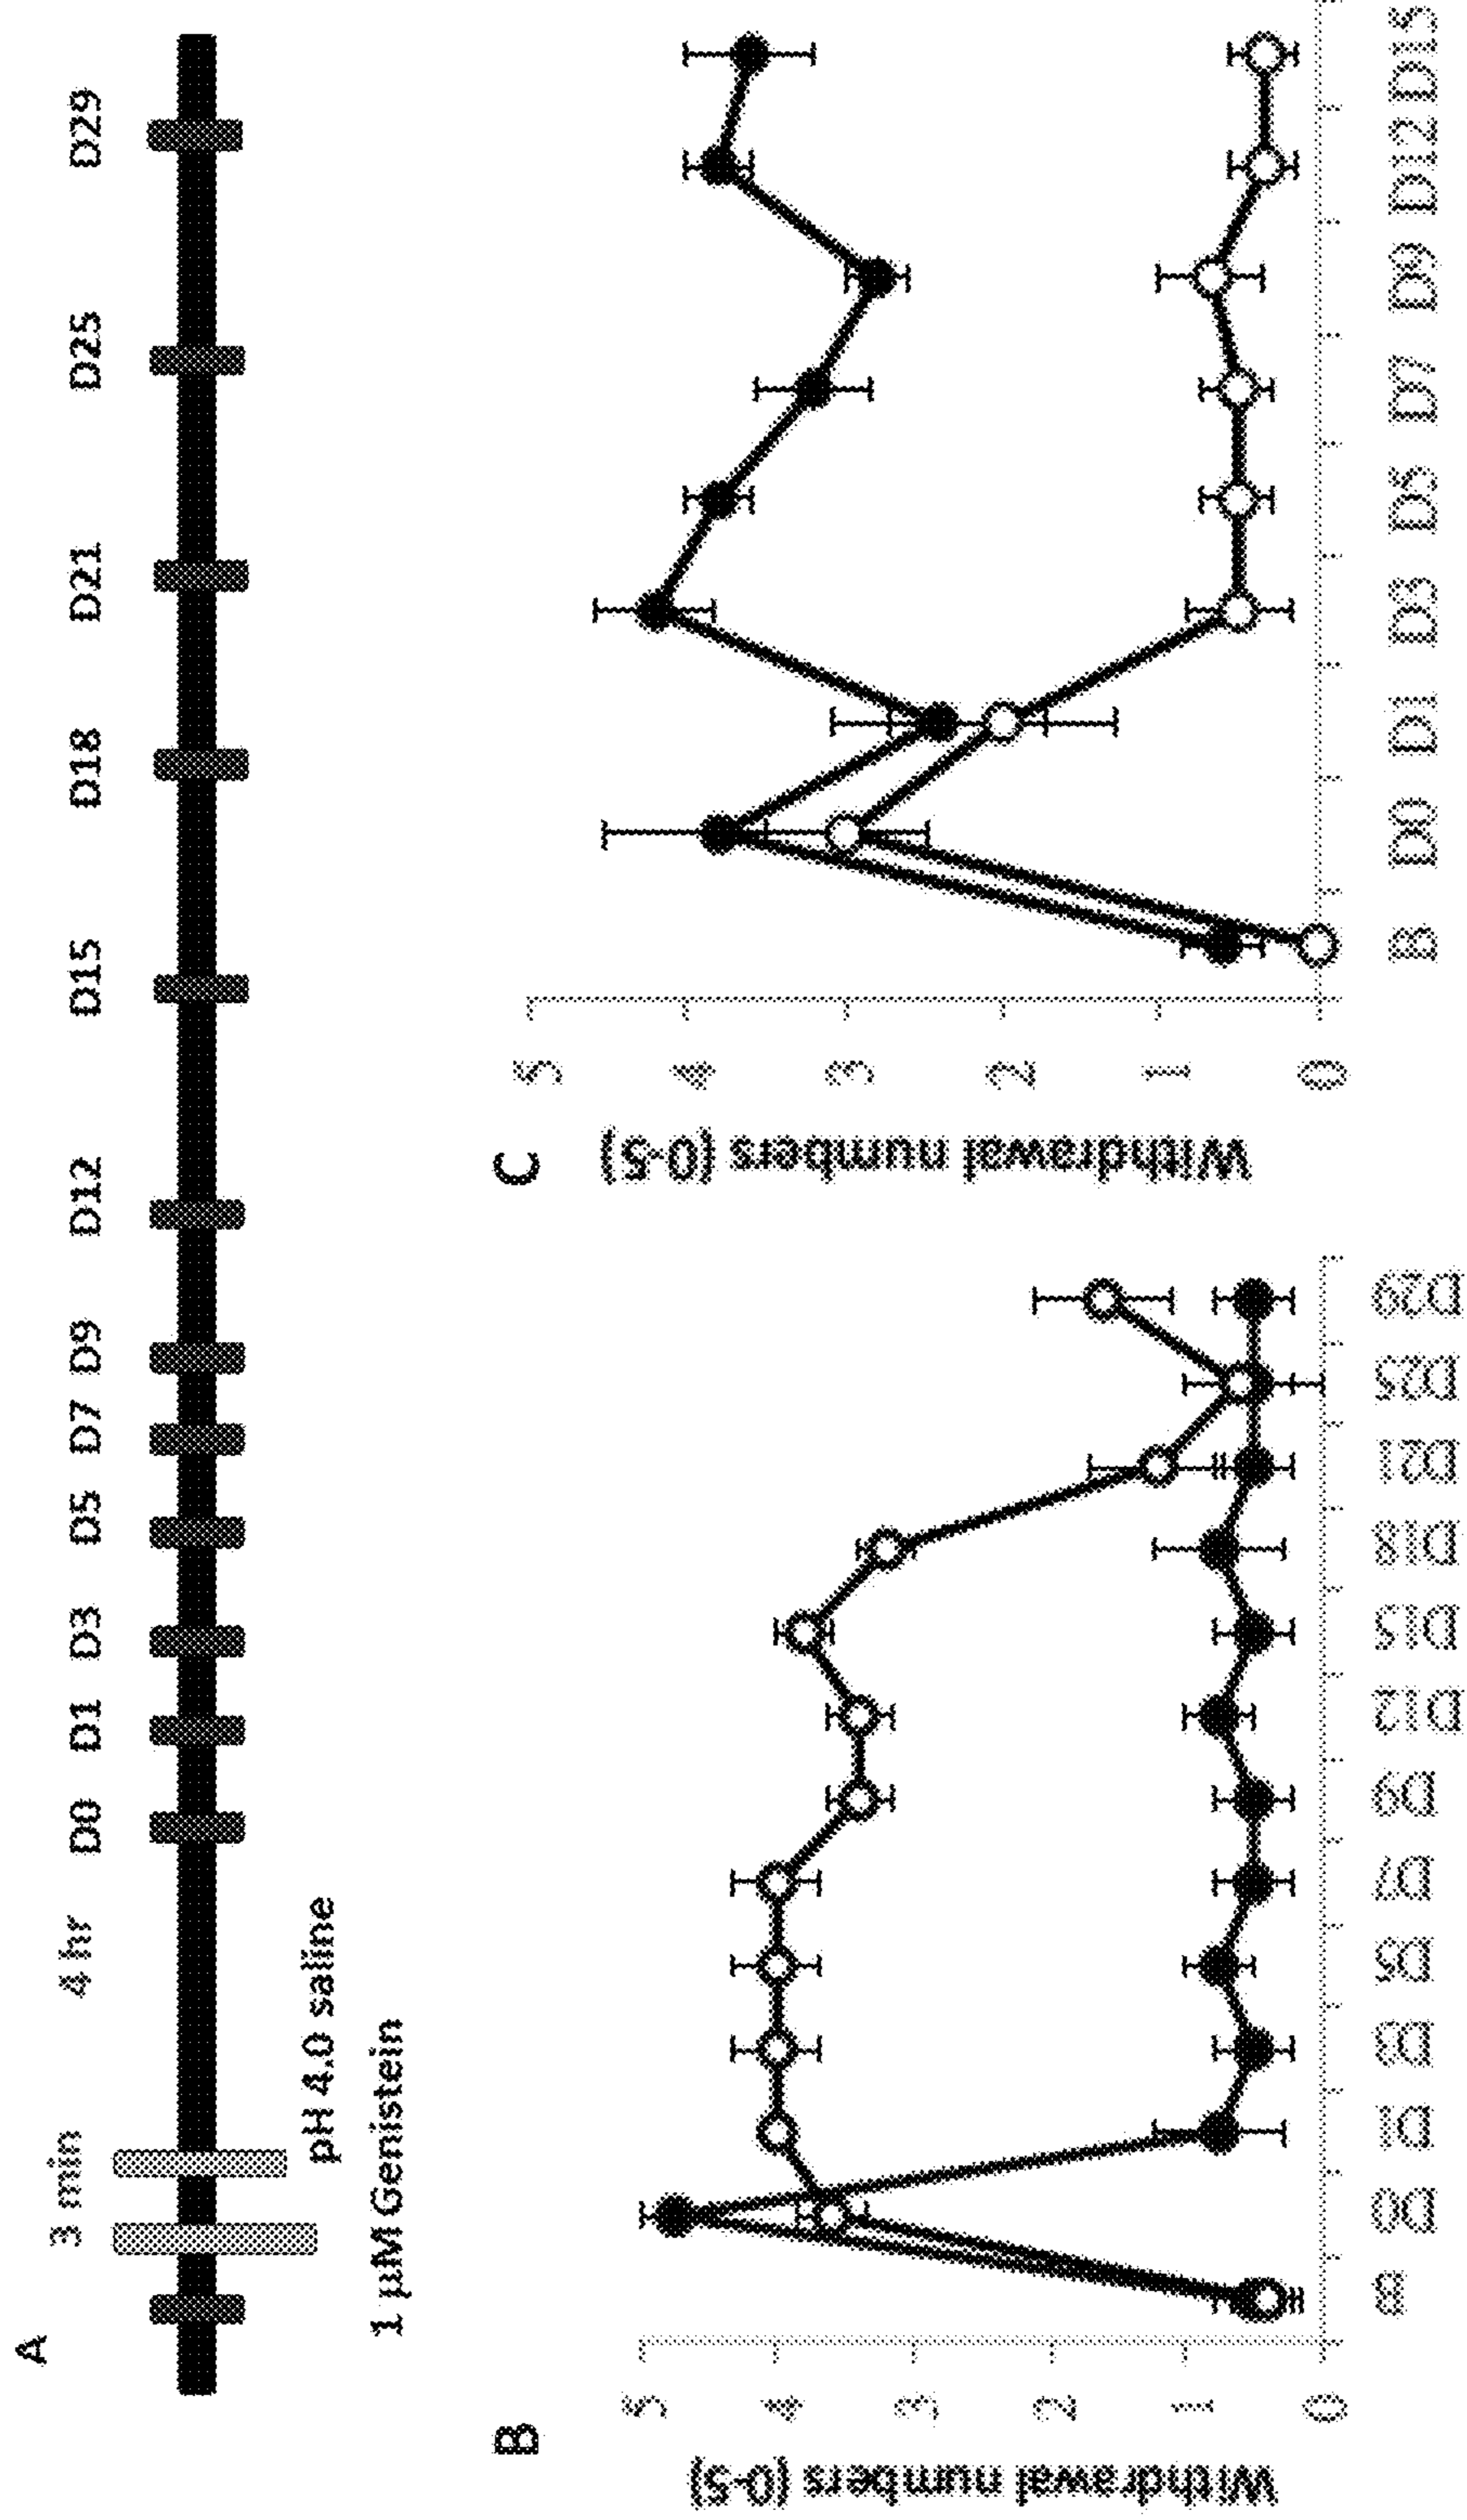 A
3 min
4 hr
D0 D1 D3 D5 D7 D9 D12 D15 D18 D21 D25 D29
pH 4.0 saline
1 µM Genistein
B
Withdrawal numbers (0-5)
5
4
3
2
1
0
B D0 D1 D3 D5 D7 D9 D12 D15 D18 D21 D25 D29
C
Withdrawal numbers (0-5)
5
4
3
2
1
0
B D0 D1 D3 D5 D7 D9 D12 D15